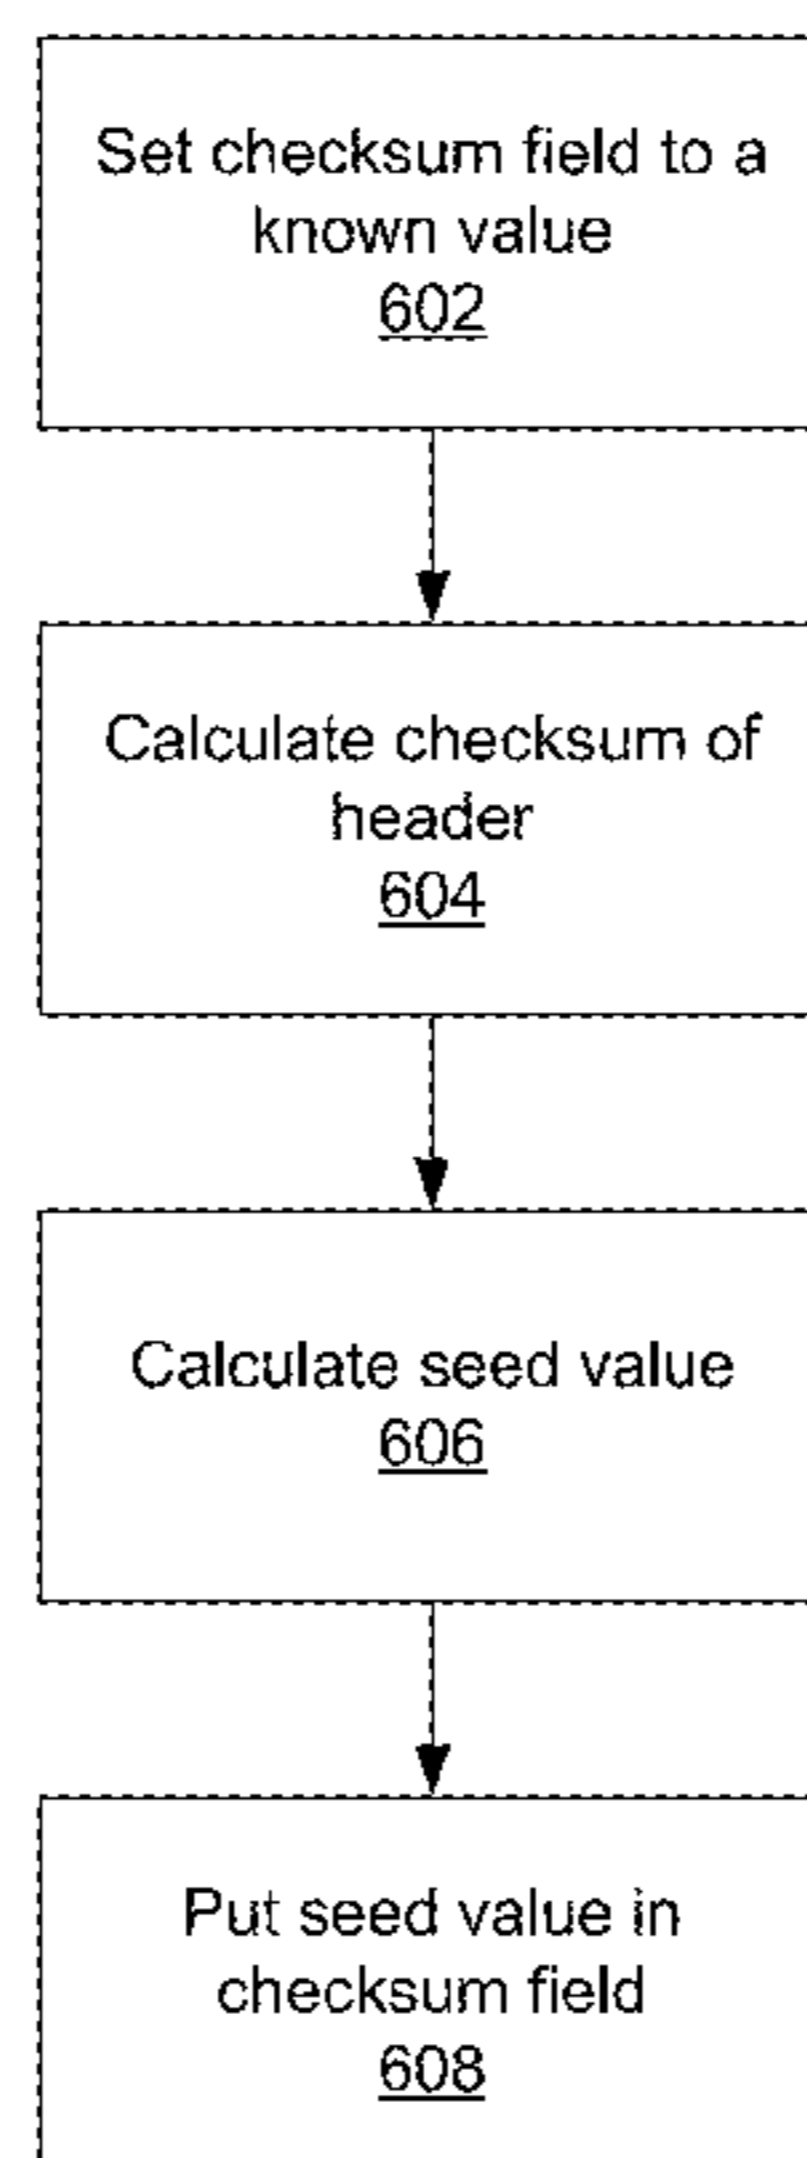 Set checksum field to a
known value
602
Calculate checksum of
header
604
Calculate seed value
606
Put seed value in
checksum field
608